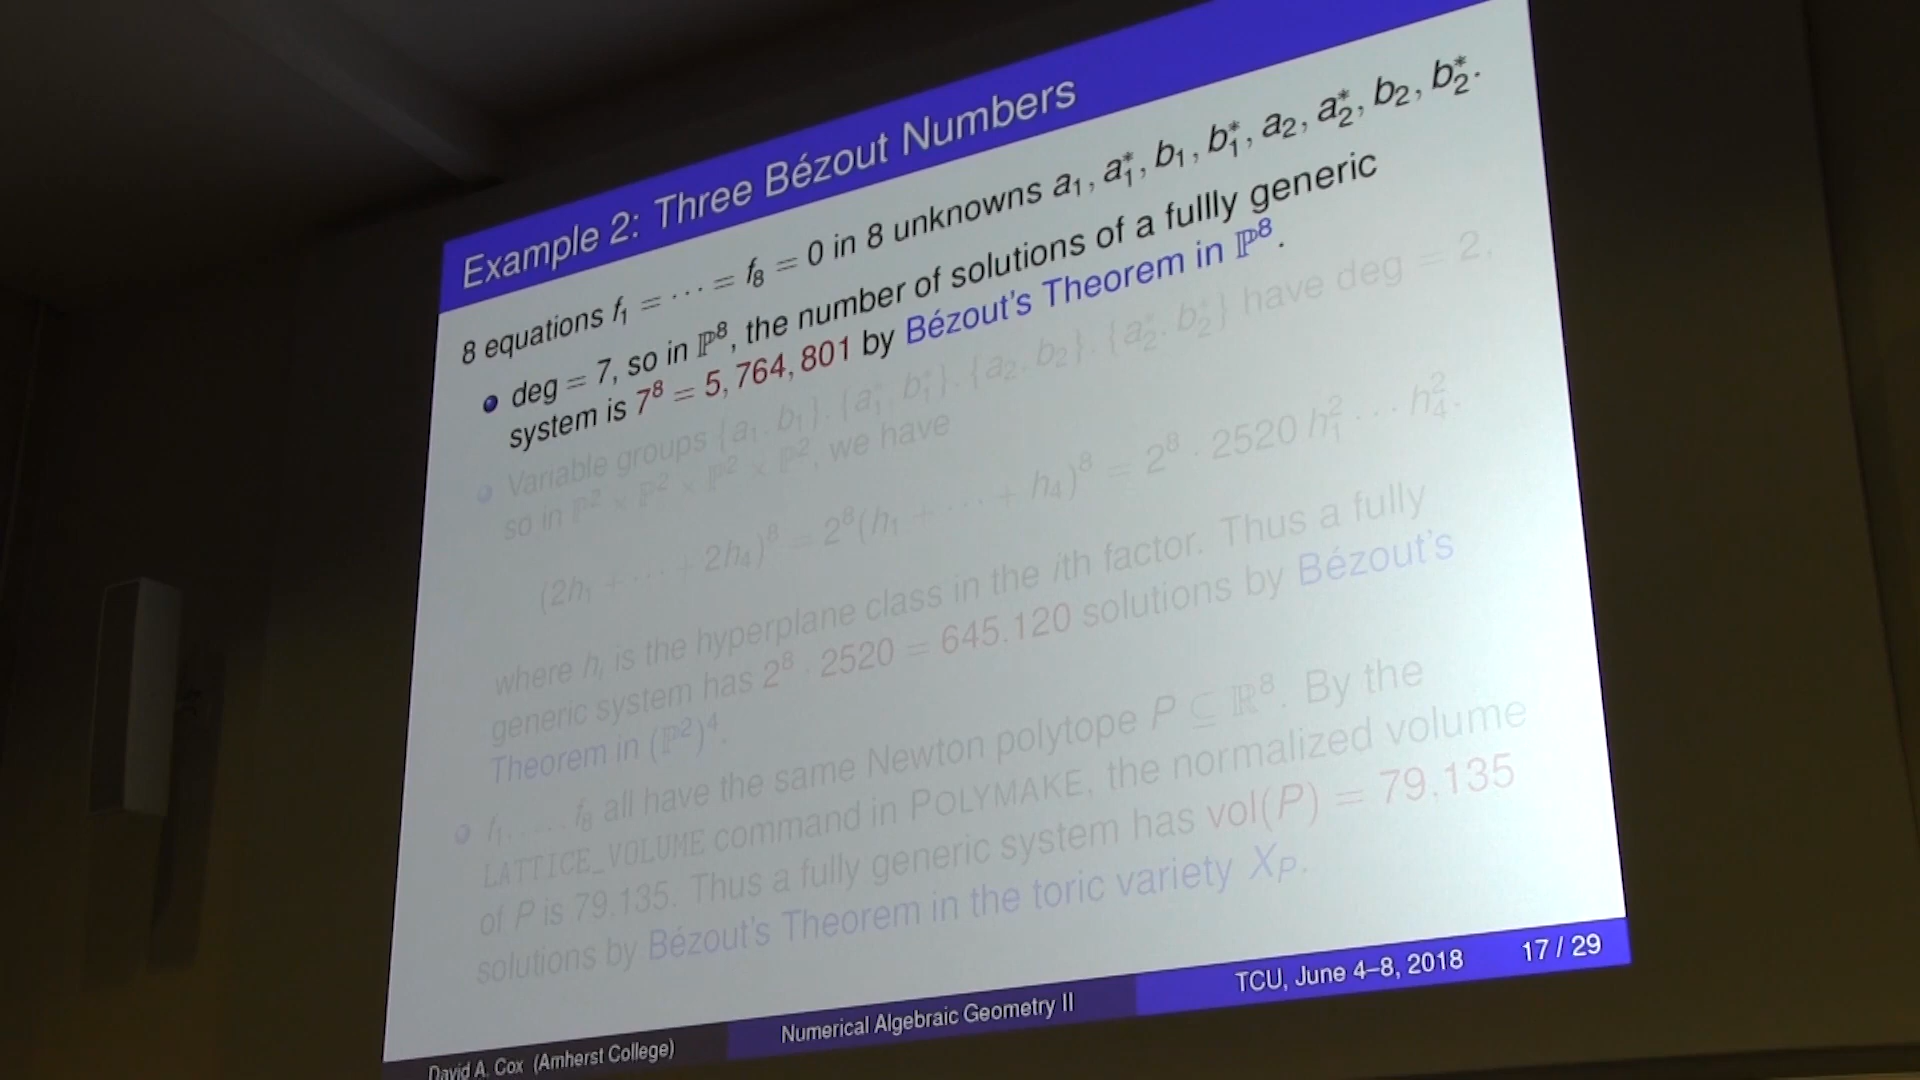 Example 2: Three Bézout Numbers
8 equations f₁ = ⋯ = f₈ = 0 in 8 unknowns a₁, a₁*, b₁, b₁*, a₂, a₂*, b₂, b₂*.
deg = 7, so in ℙ⁸, the number of solutions of a fullly generic
system is 7⁸ = 5, 764, 801 by Bézout's Theorem in ℙ⁸.
Variable groups {a₁, b₁}, {a₁*, b₁*}, {a₂, b₂}, {a₂*, b₂*} have deg = 2,
so in ℙ² × ℙ² × ℙ² × ℙ², we have
(2h₁ + ⋯ + 2h₄)⁸ = 2⁸(h₁ + ⋯ + h₄)⁸ = 2⁸ · 2520 h₁² ⋯ h₄²,
where hᵢ is the hyperplane class in the ith factor. Thus a fully
generic system has 2⁸ · 2520 = 645,120 solutions by Bézout's
Theorem in (ℙ²)⁴.
f₁, …, f₈ all have the same Newton polytope P ⊆ ℝ⁸. By the
LATTICE_VOLUME command in POLYMAKE, the normalized volume
of P is 79,135. Thus a fully generic system has vol(P) = 79,135
solutions by Bézout's Theorem in the toric variety X_P.
David A. Cox (Amherst College)
Numerical Algebraic Geometry II
TCU, June 4–8, 2018
17 / 29